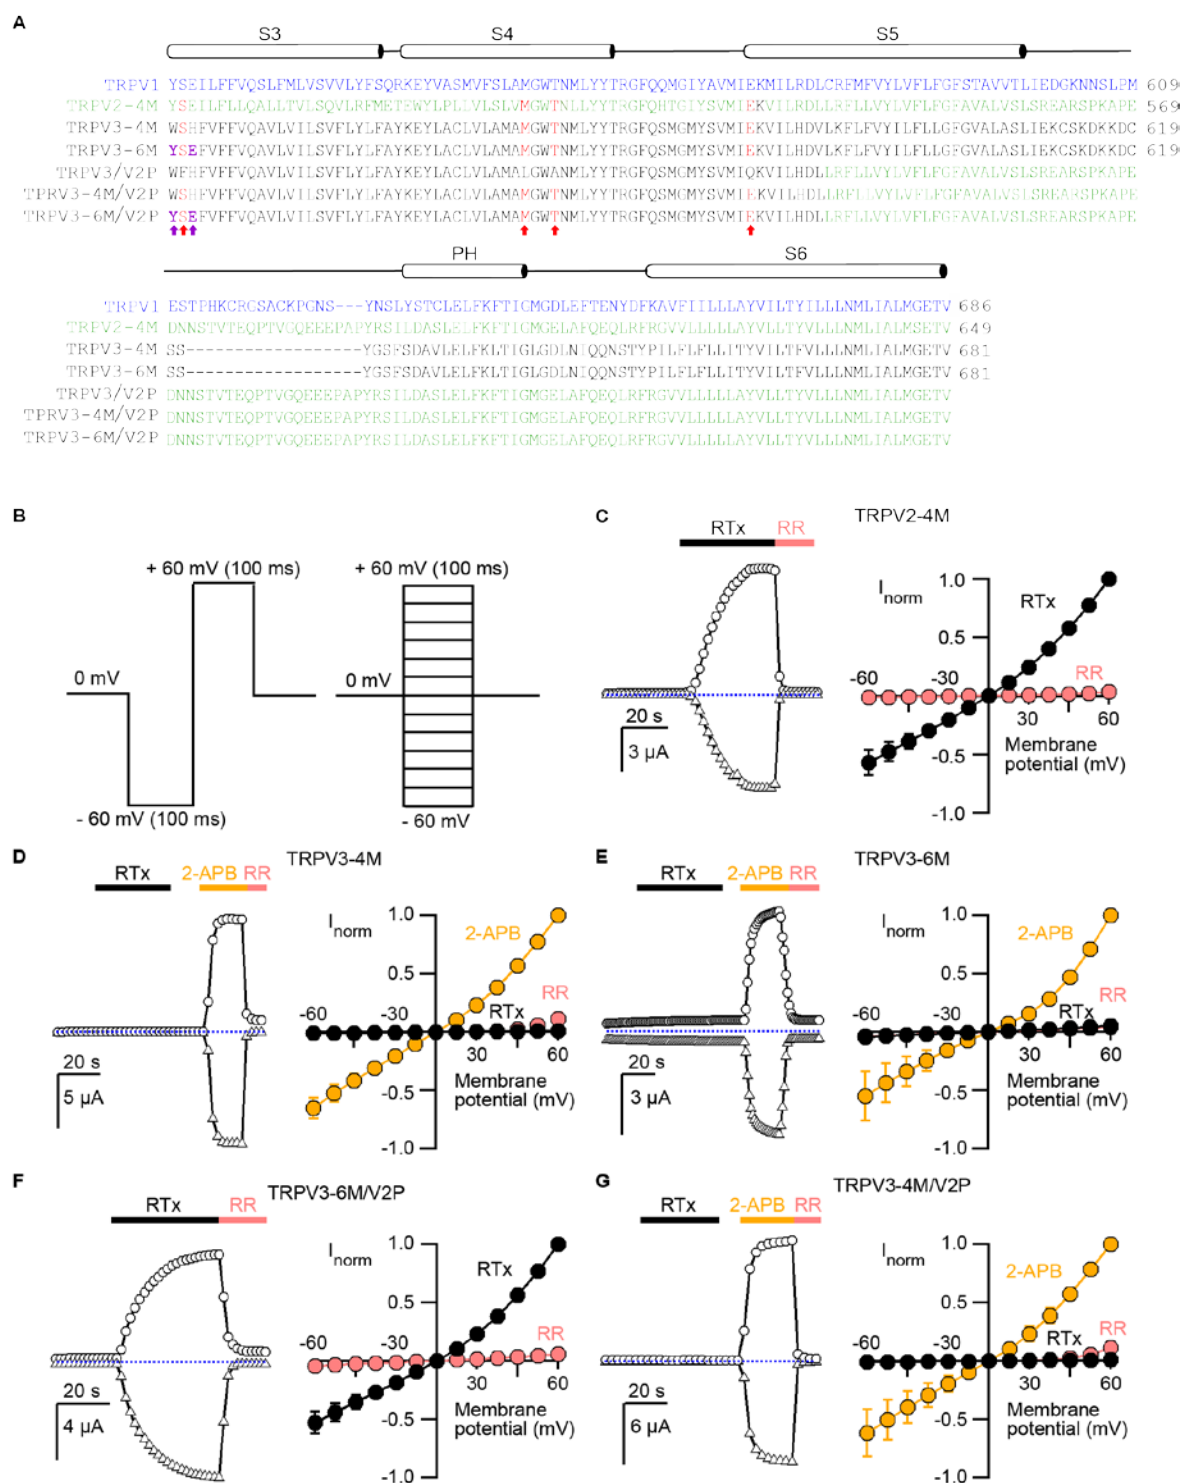 A
S3 S4 S5
TRPV1 YSEILFFVQSLFMLVSVVLYFSQRKEYVASMVFSLAMGWTNMLYYTRGFQQMGIYAVMIEKMILRDLCRFMFVYLVFLFGFSTAVVTLIEDGKNNSLPM 609
TRPV2-4M YSEILFLLQALLTVLSQVLRFMETEWYLPLLVLSLVMGWTNLLYYTRGFQHTGIYSVMIEKVILRDLLRFLLVYLVFLFGFAVALVSLSREARSPKAPE 569
TRPV3-4M WSHFVFFVQAVLVILSVFLYLFAYKEYLACLVLAMAMGWTNMLYYTRGFQSMGMYSVMIEKVILHDVLKFLFVYIVFLLGFGVALASLIEKCSKDKKDC 619
TRPV3-6M YSEFVFFVQAVLVILSVFLYLFAYKEYLACLVLAMAMGWTNMLYYTRGFQSMGMYSVMIEKVILHDVLKFLFVYIVFLLGFGVALASLIEKCSKDKKDC 619
TRPV3/V2P WFHFVFFVQAVLVILSVFLYLFAYKEYLACLVLAMALGWANMLYYTRGFQSMGMYSVMIQKVILHDLLRFLLVYLVFLFGFAVALVSLSREARSPKAPE
TPRV3-4M/V2P WSHFVFFVQAVLVILSVFLYLFAYKEYLACLVLAMAMGWTNMLYYTRGFQSMGMYSVMIEKVILHDLLRFLLVYLVFLFGFAVALVSLSREARSPKAPE
TPRV3-6M/V2P YSEFVFFVQAVLVILSVFLYLFAYKEYLACLVLAMAMGWTNMLYYTRGFQSMGMYSVMIEKVILHDLLRFLLVYLVFLFGFAVALVSLSREARSPKAPE
PH S6
TRPV1 ESTPHKCRGSACKPGNS---YNSLYSTCLELFKFTIGMGDLEFTENYDFKAVFIILLLAYVILTYILLLNMLIALMGETV 686
TRPV2-4M DNNSTVTEQPTVGQEEEPAPYRSILDASLELFKFTIGMGELAFQEQLRFRGVVLLLLLAYVLLTYVLLLNMLIALMSETV 649
TRPV3-4M SS-----------------YGSFSDAVLELFKLTIGLGDLNIQQNSTYPILFLFLLITYVILTFVLLLNMLIALMGETV 681
TRPV3-6M SS-----------------YGSFSDAVLELFKLTIGLGDLNIQQNSTYPILFLFLLITYVILTFVLLLNMLIALMGETV 681
TRPV3/V2P DNNSTVTEQPTVGQEEEPAPYRSILDASLELFKFTIGMGELAFQEQLRFRGVVLLLLLAYVLLTYVLLLNMLIALMGETV
TPRV3-4M/V2P DNNSTVTEQPTVGQEEEPAPYRSILDASLELFKFTIGMGELAFQEQLRFRGVVLLLLLAYVLLTYVLLLNMLIALMGETV
TPRV3-6M/V2P DNNSTVTEQPTVGQEEEPAPYRSILDASLELFKFTIGMGELAFQEQLRFRGVVLLLLLAYVLLTYVLLLNMLIALMGETV
B
+ 60 mV (100 ms)
0 mV
- 60 mV (100 ms)
+ 60 mV (100 ms)
0 mV
- 60 mV
C TRPV2-4M
RTx RR
20 s
3 µA
Inorm
1.0
RTx
0.5
RR
-60 -30
30 60
-0.5
Membrane
potential (mV)
-1.0
D TRPV3-4M
RTx 2-APB RR
20 s
5 µA
Inorm
1.0
2-APB
0.5
RR
RTx
-60 -30
30 60
-0.5
Membrane
potential (mV)
-1.0
E TRPV3-6M
RTx 2-APB RR
20 s
3 µA
Inorm
1.0
2-APB
0.5
RR
RTx
-60 -30
30 60
-0.5
Membrane
potential (mV)
-1.0
F TRPV3-6M/V2P
RTx RR
20 s
4 µA
Inorm
1.0
RTx
0.5
RR
-60 -30
30 60
-0.5
Membrane
potential (mV)
-1.0
G TRPV3-4M/V2P
RTx 2-APB RR
20 s
6 µA
Inorm
1.0
2-APB
0.5
RR
RTx
-60 -30
30 60
-0.5
Membrane
potential (mV)
-1.0